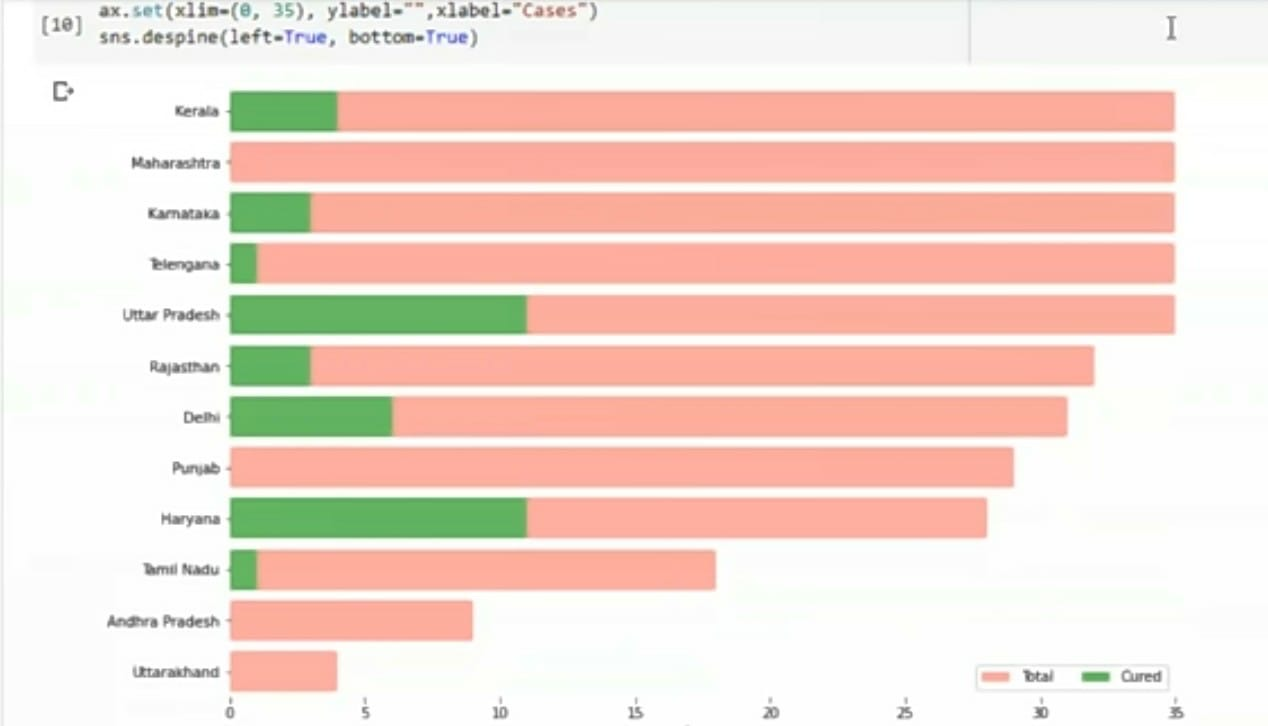 ax.set(xlim=(0, 35), ylabel="",xlabel="Cases")
[10] sns.despine(left=True, bottom=True)
Kerala
Maharashtra
Karnataka
Telengana
Uttar Pradesh
Rajasthan
Delhi
Punjab
Haryana
Tamil Nadu
Andhra Pradesh
Uttarakhand
Total Cured
0 5 10 15 20 25 30 35